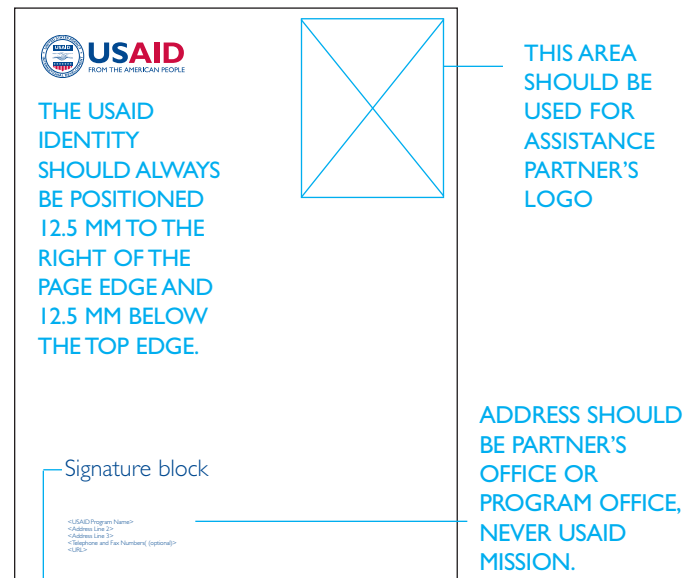 USAID
USAID
FROM THE AMERICAN PEOPLE
THE USAID
IDENTITY
SHOULD ALWAYS
BE POSITIONED
12.5 MM TO THE
RIGHT OF THE
PAGE EDGE AND
12.5 MM BELOW
THE TOP EDGE.
THIS AREA
SHOULD BE
USED FOR
ASSISTANCE
PARTNER'S
LOGO
Signature block
<USAID Program Name>
<Address Line 2>
<Address Line 3>
<Telephone and Fax Numbers( (optional)>
<URL>
ADDRESS SHOULD
BE PARTNER'S
OFFICE OR
PROGRAM OFFICE,
NEVER USAID
MISSION.